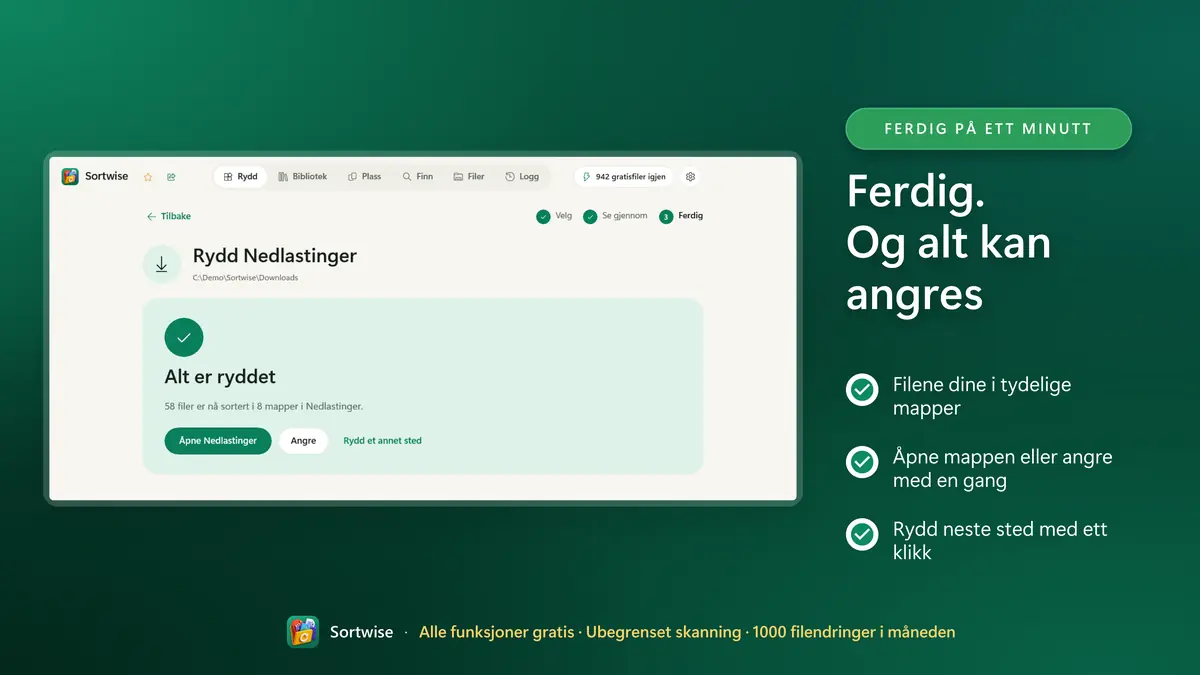 Sortwise
Rydd
Bibliotek
Plass
Finn
Filer
Logg
942 gratisfiler igjen
Tilbake
Velg
Se gjennom
3 Ferdig
Rydd Nedlastinger
C:\Demo\Sortwise\Downloads
Alt er ryddet
58 filer er nå sortert i 8 mapper i Nedlastinger.
Åpne Nedlastinger
Angre
Rydd et annet sted
FERDIG PÅ ETT MINUTT
Ferdig.
Og alt kan
angres
Filene dine i tydelige
mapper
Åpne mappen eller angre
med en gang
Rydd neste sted med ett
klikk
Sortwise · Alle funksjoner gratis · Ubegrenset skanning · 1000 filendringer i måneden